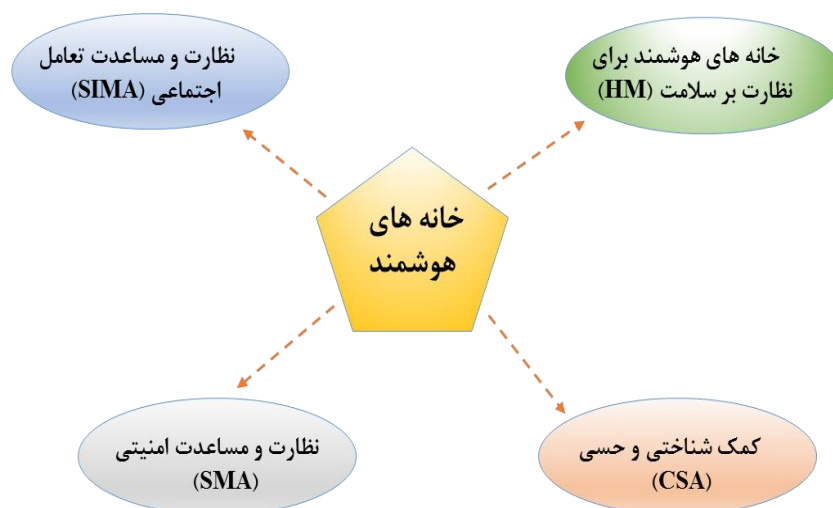 خانه های هوشمند برای
نظارت بر سلامت (HM)
نظارت و مساعدت تعامل
اجتماعی (SIMA)
خانه های
هوشمند
کمک شناختی و حسی
(CSA)
نظارت و مساعدت امنیتی
(SMA)